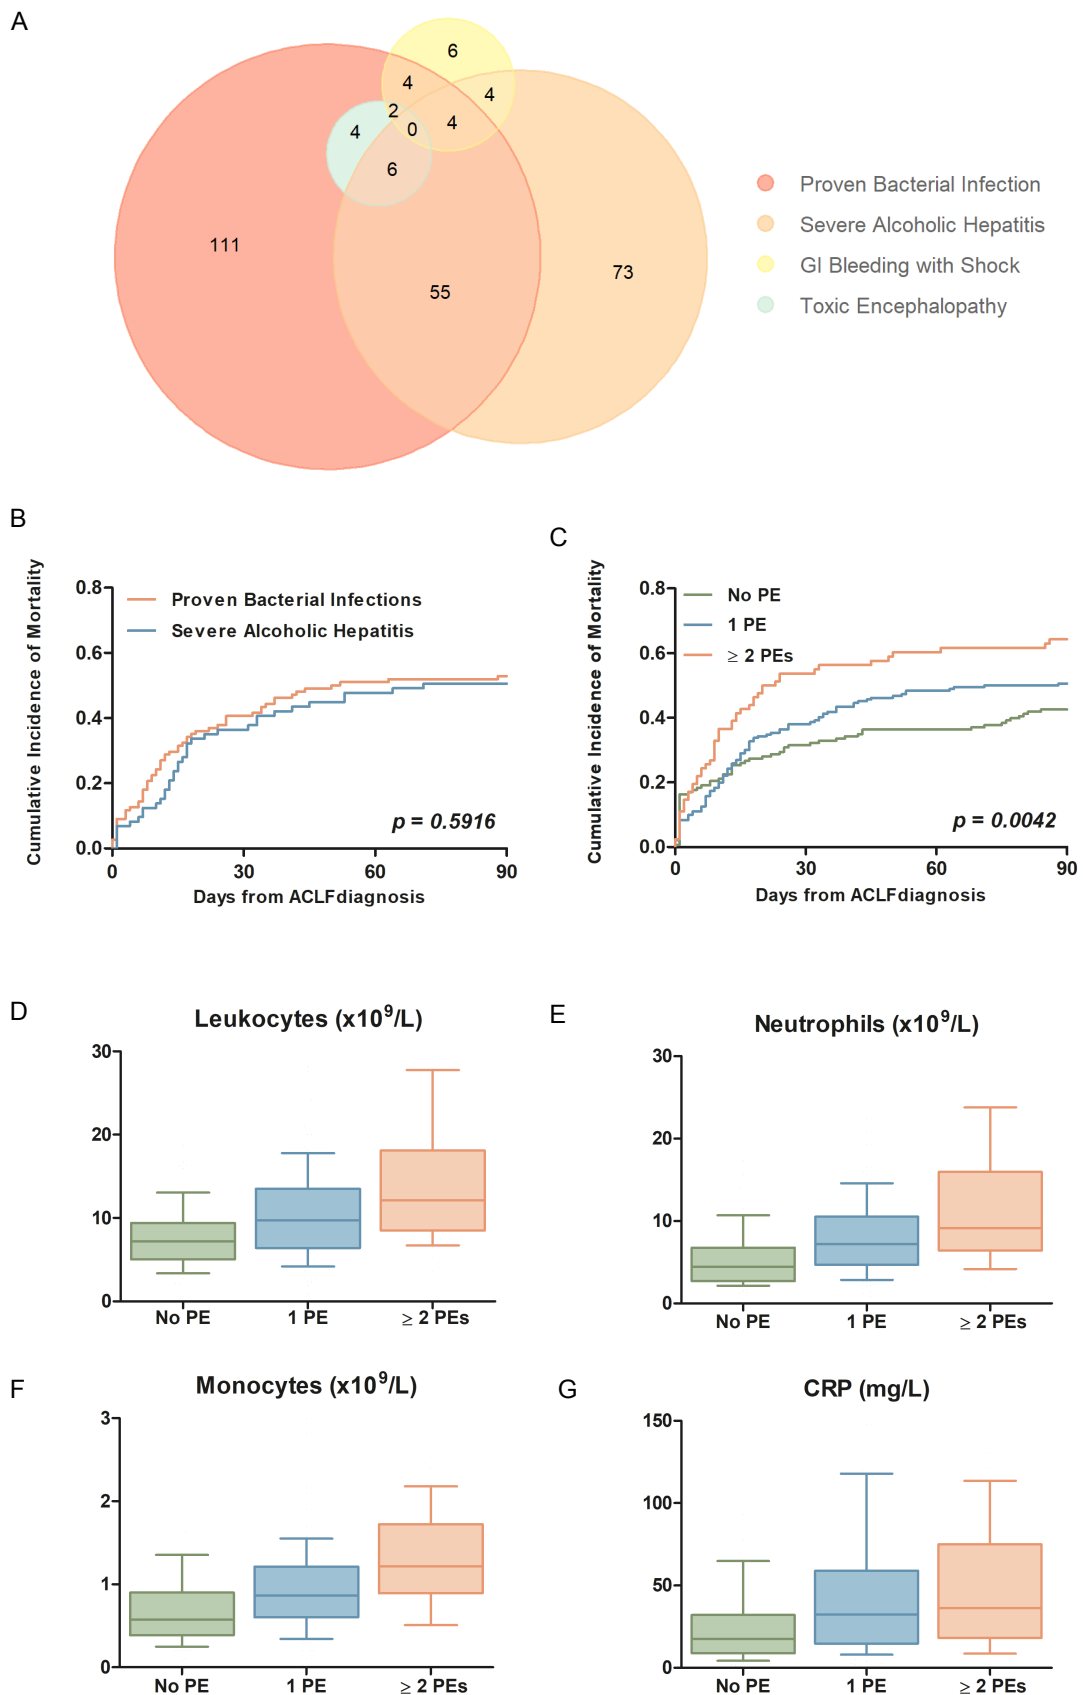 A
6
4
4
2
4
0
4
6
111
55
73
Proven Bacterial Infection
Severe Alcoholic Hepatitis
GI Bleeding with Shock
Toxic Encephalopathy
B
Cumulative Incidence of Mortality
0.8
0.6
0.4
0.2
0.0
Proven Bacterial Infections
Severe Alcoholic Hepatitis
p = 0.5916
0
30
60
90
Days from ACLFdiagnosis
C
Cumulative Incidence of Mortality
0.8
0.6
0.4
0.2
0.0
No PE
1 PE
≥ 2 PEs
p = 0.0042
0
30
60
90
Days from ACLFdiagnosis
D
Leukocytes (x10⁹/L)
30
20
10
0
No PE
1 PE
≥ 2 PEs
E
Neutrophils (x10⁹/L)
30
20
10
0
No PE
1 PE
≥ 2 PEs
F
Monocytes (x10⁹/L)
3
2
1
0
No PE
1 PE
≥ 2 PEs
G
CRP (mg/L)
150
100
50
0
No PE
1 PE
≥ 2 PEs